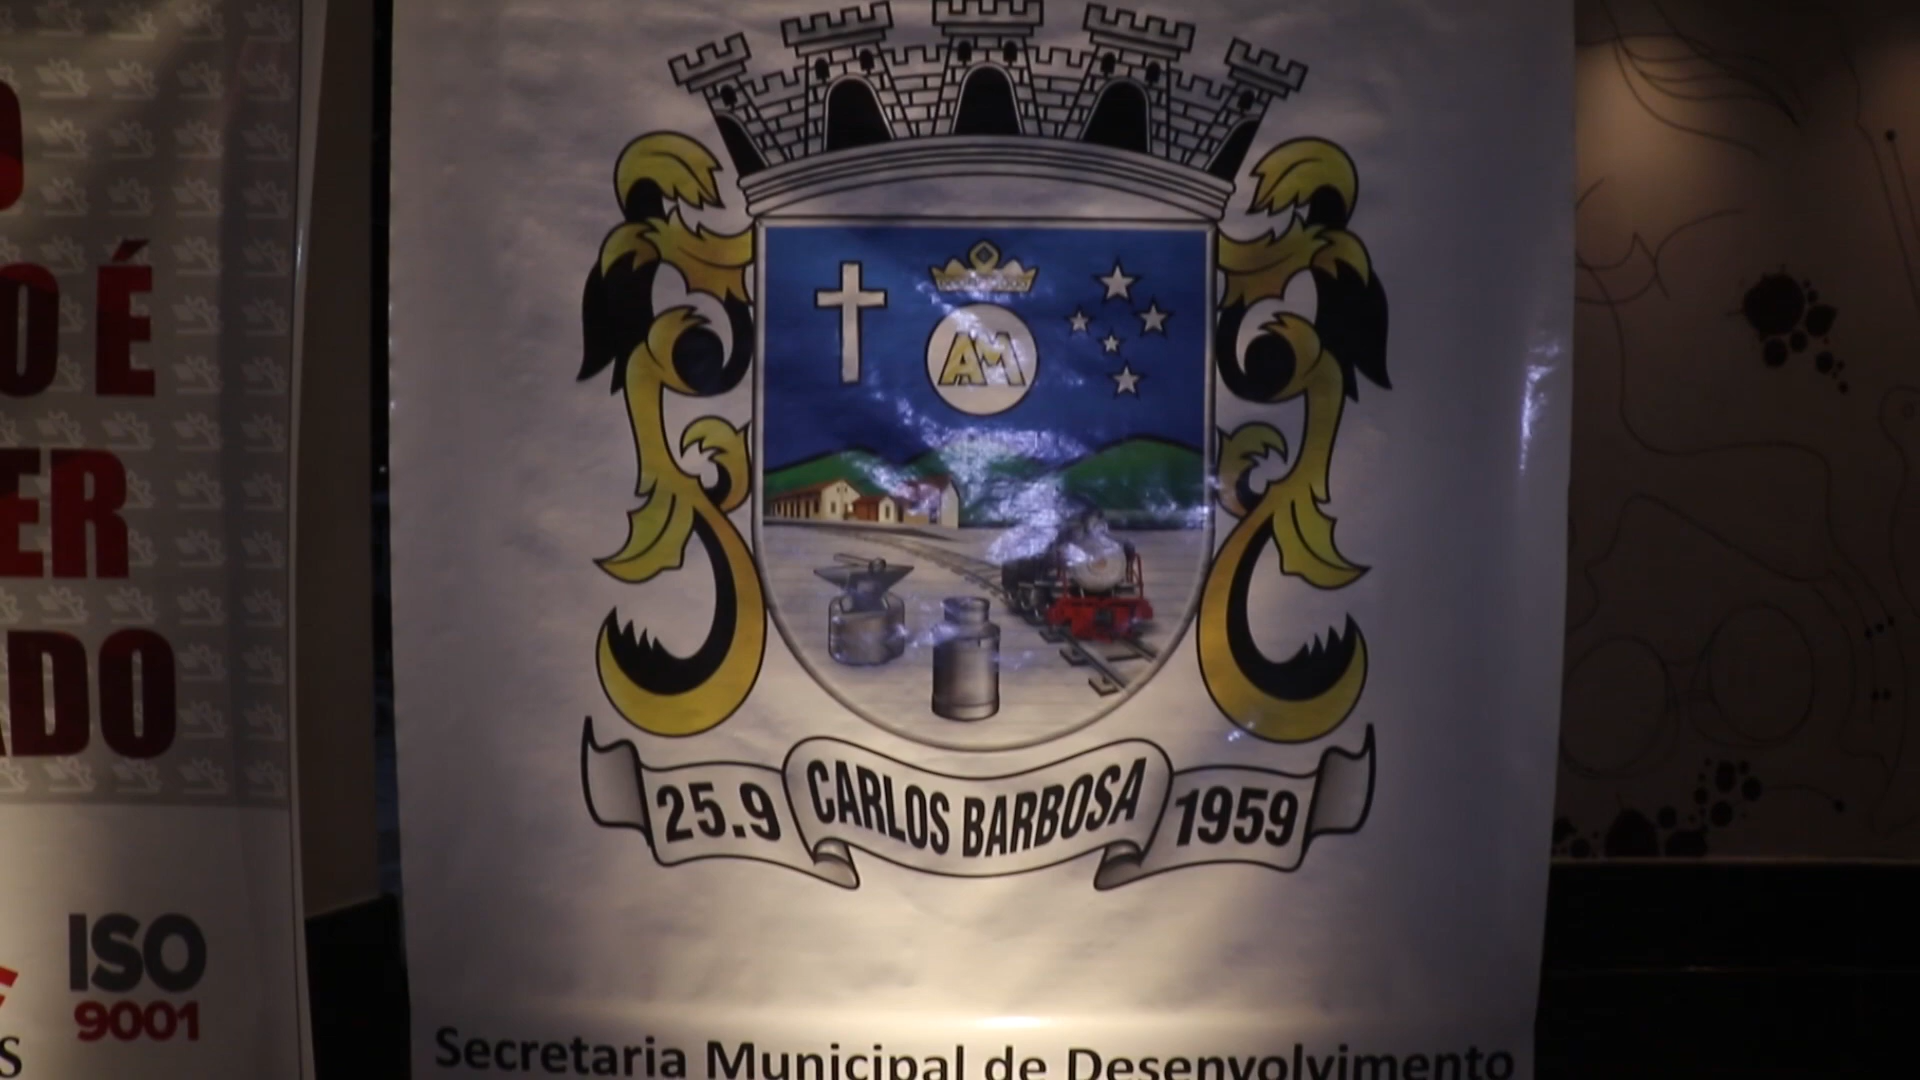 O
O É
ER
ADO
ISO
9001
S
AM
25.9 CARLOS BARBOSA 1959
Secretaria Municipal de Desenvolvimento